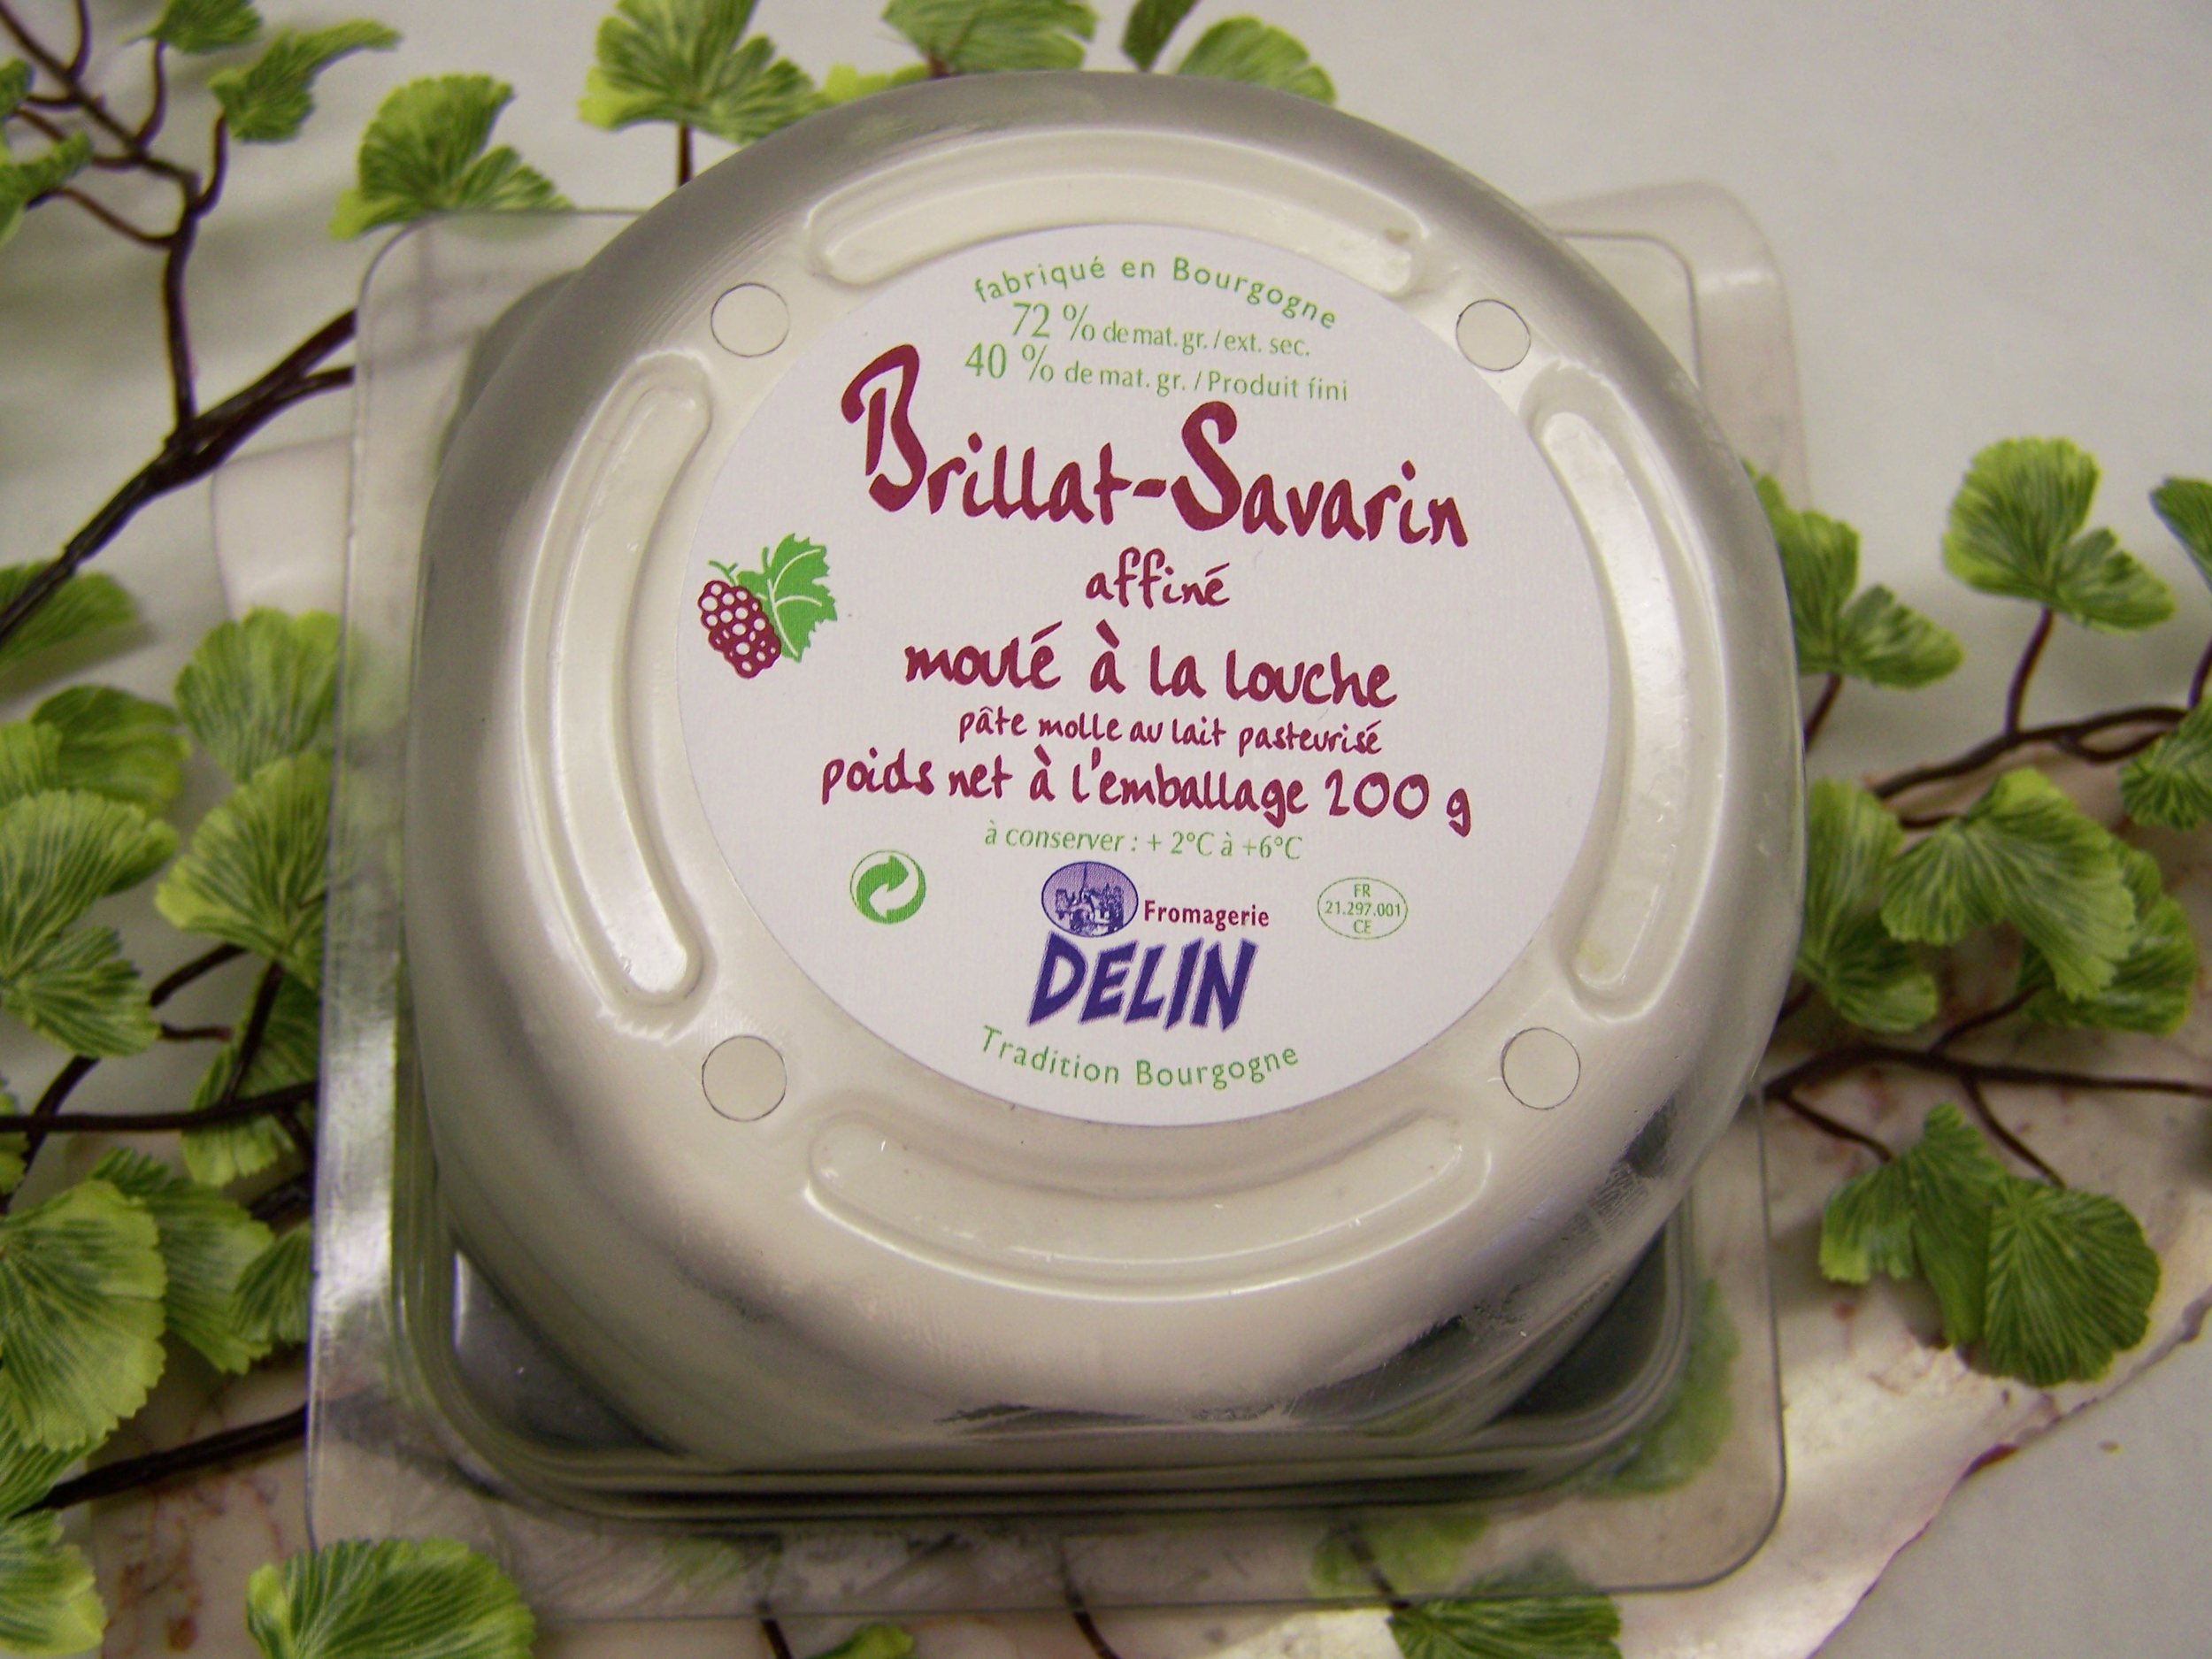 fabriqué en Bourgogne
72 % de mat. gr. / ext. sec.
40 % de mat. gr. / Produit fini
Brillat-Savarin
affiné
moulé à la louche
pâte molle au lait pasteurisé
poids net à l'emballage 200 g
à conserver : + 2°C à +6°C
Fromagerie
DELIN
FR
21.297.001
CE
Tradition Bourgogne